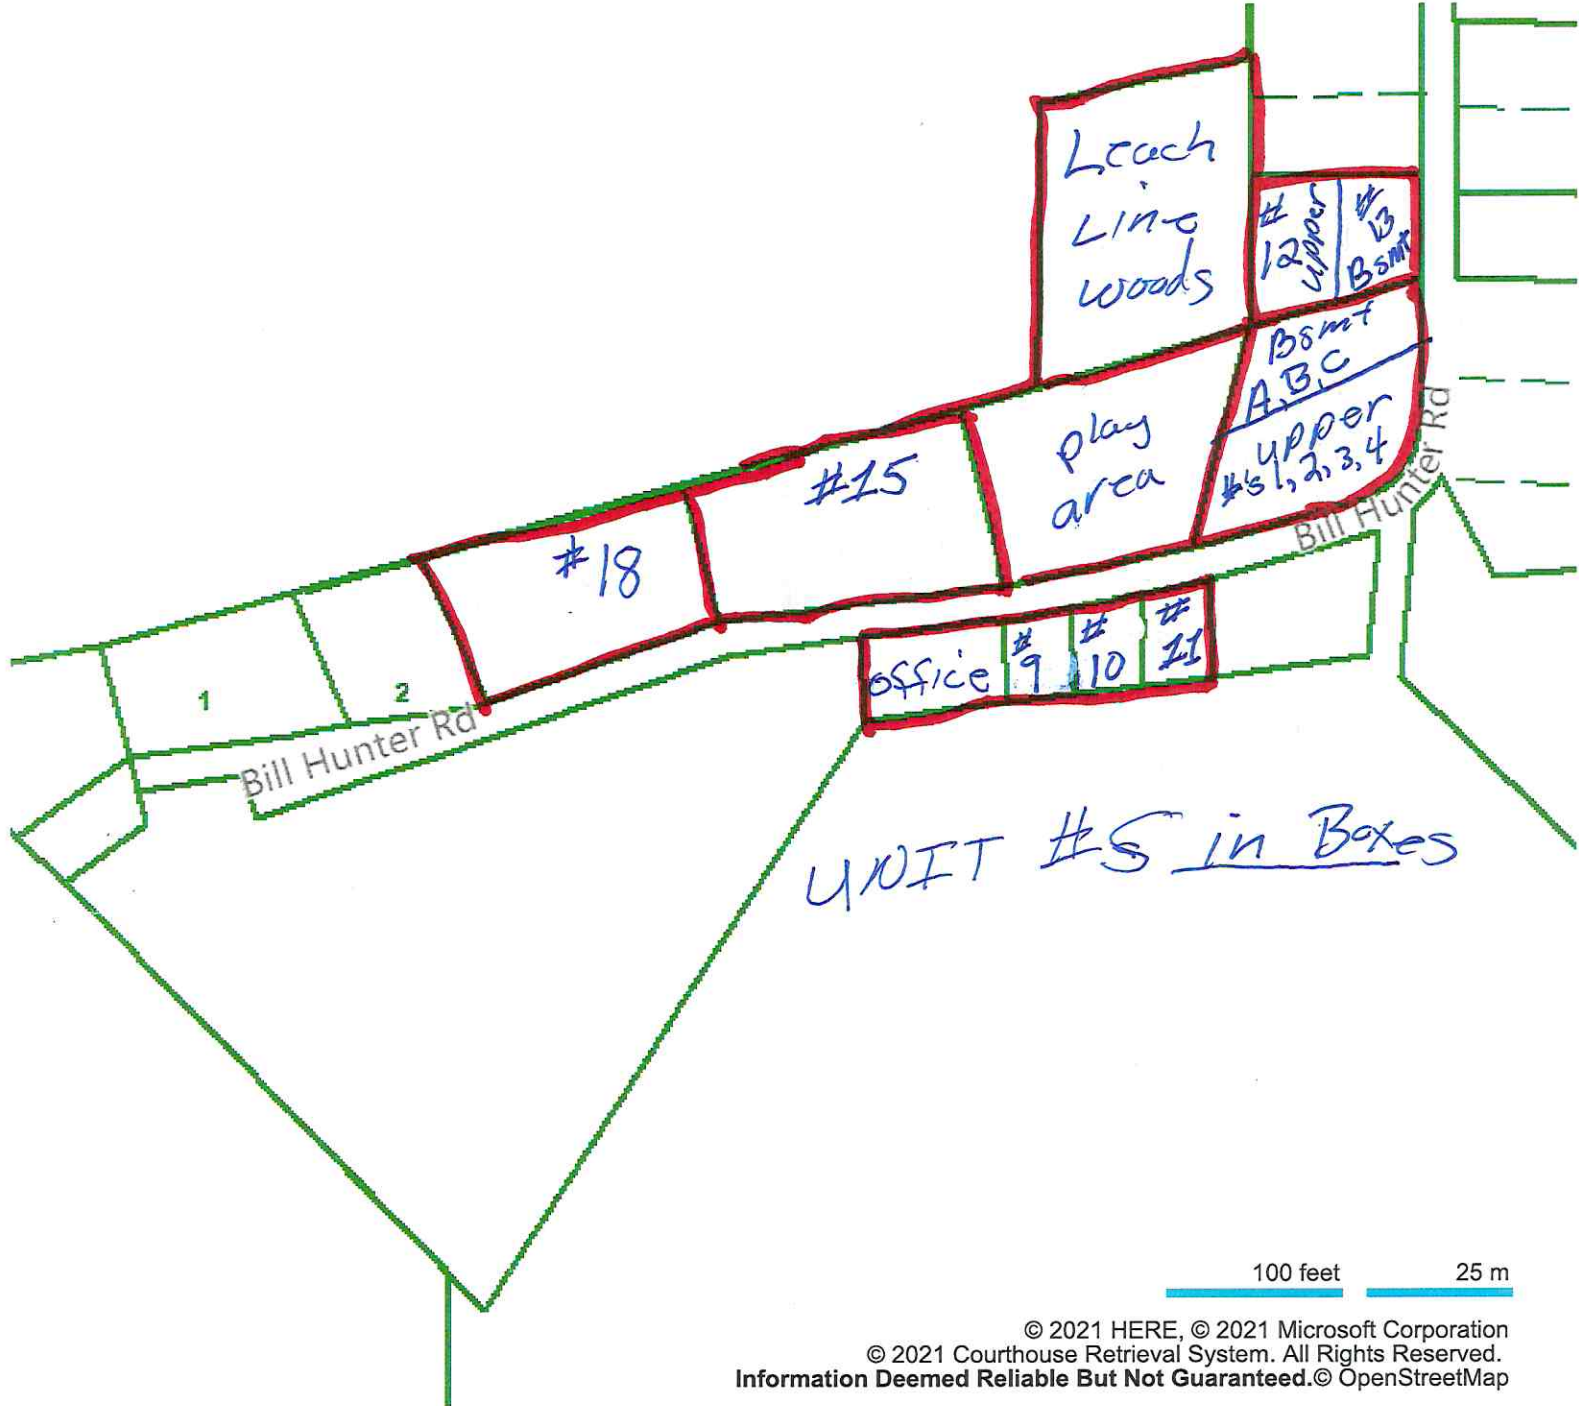 Leach
Line
woods
# 12 upper
# 13 Bsmt
Bsmt
A, B, C
upper
#'s 1, 2, 3, 4
play
area
#15
#18
1
2
Bill Hunter Rd
Bill Hunter Rd
office
# 9
# 10
# 11
UNIT #S in Boxes
100 feet
25 m
© 2021 HERE, © 2021 Microsoft Corporation
© 2021 Courthouse Retrieval System. All Rights Reserved.
Information Deemed Reliable But Not Guaranteed.© OpenStreetMap